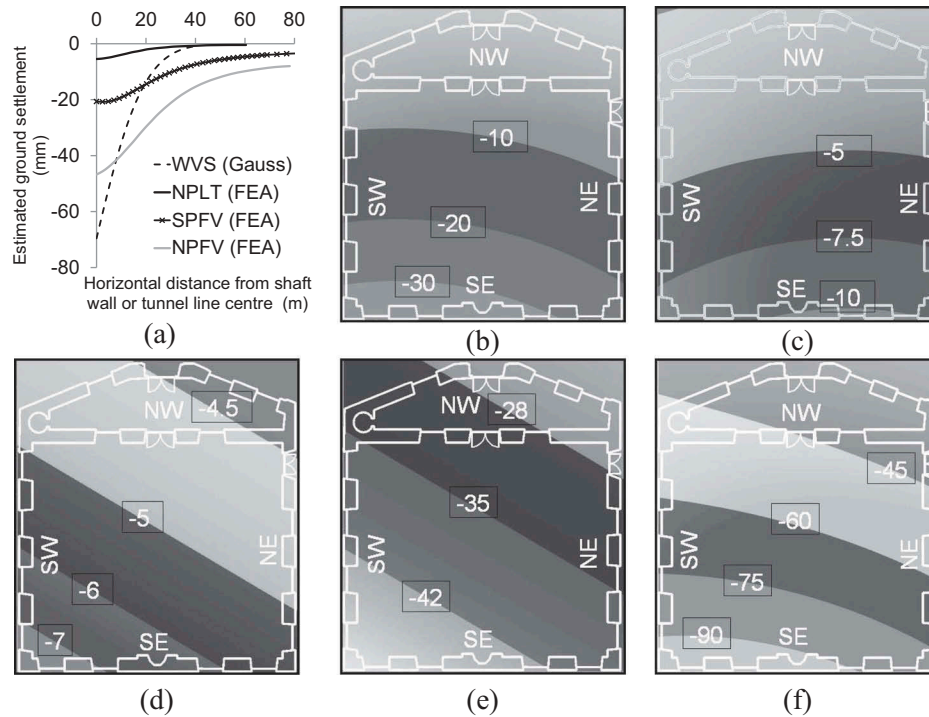 0 20 40 60 80
0
-20
-40
-60
-80
Estimated ground settlement
(mm)
WVS (Gauss)
NPLT (FEA)
SPFV (FEA)
NPFV (FEA)
Horizontal distance from shaft
wall or tunnel line centre (m)
(a)
NW
-10
SW
NE
-20
-30
SE
(b)
NW
-5
SW
NE
-7.5
SE
-10
(c)
-4.5
NW
-5
SW
NE
-6
-7
SE
(d)
-28
NW
-35
SW
NE
-42
SE
(e)
NW
-45
-60
SW
NE
-75
-90
SE
(f)